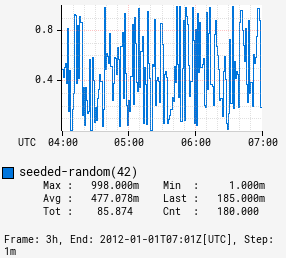 0.8
0.4
UTC 04:00 05:00 06:00 07:00
seeded-random(42)
Max : 998.000m Min : 1.000m
Avg : 477.078m Last : 185.000m
Tot : 85.874 Cnt : 180.000
Frame: 3h, End: 2012-01-01T07:01Z[UTC], Step:
1m